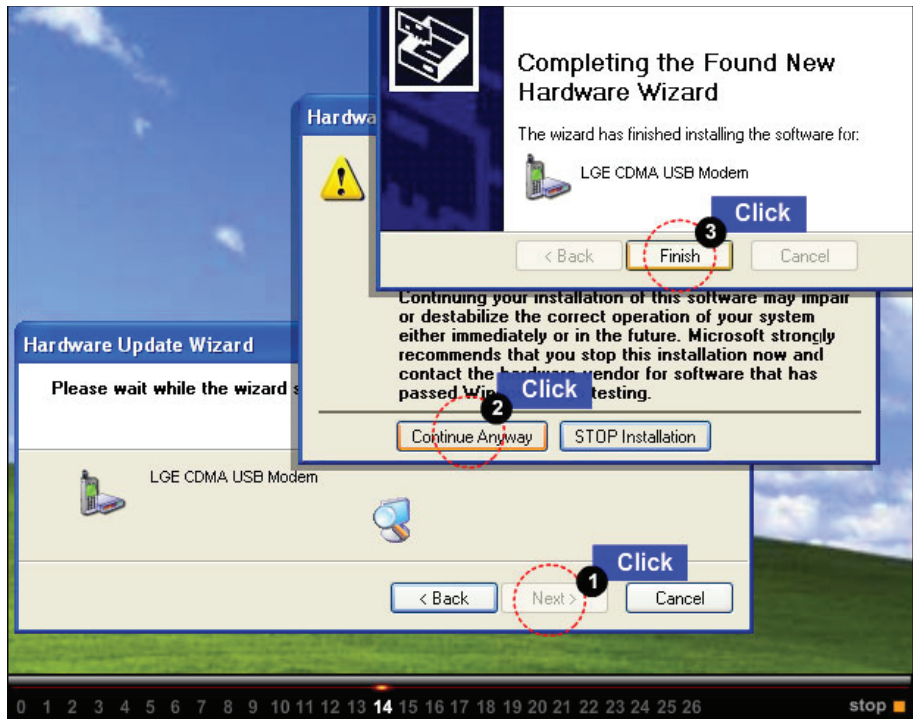 Completing the Found New
Hardware Wizard
The wizard has finished installing the software for:
LGE CDMA USB Modem
Click
3
< Back
Finish
Cancel
Hardwa
Continuing your installation of this software may impair
or destabilize the correct operation of your system
either immediately or in the future. Microsoft strongly
recommends that you stop this installation now and
contact the hardware vendor for software that has
passed Win testing.
Click
2
Continue Anyway
STOP Installation
Hardware Update Wizard
Please wait while the wizard s
LGE CDMA USB Modem
Click
1
< Back
Next >
Cancel
0 1 2 3 4 5 6 7 8 9 10 11 12 13 14 15 16 17 18 19 20 21 22 23 24 25 26 stop